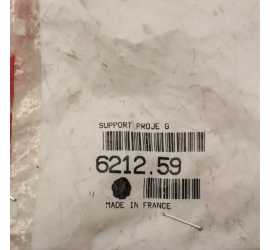 SUPPORT PROJE G
6212.59
MADE IN FRANCE